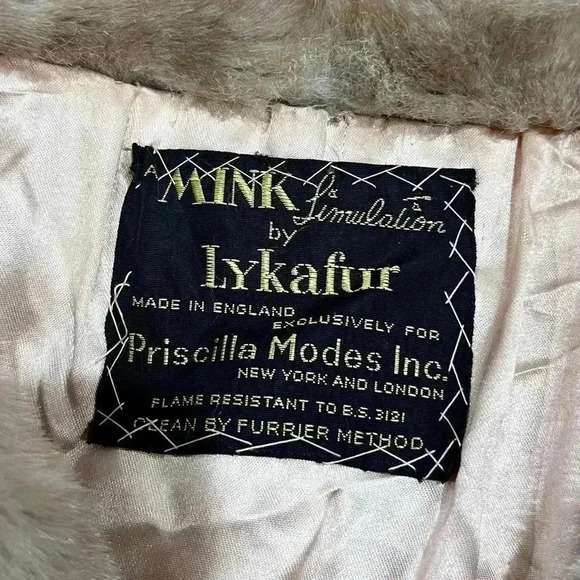 A MINK Simulation
by
Lykafur
MADE IN ENGLAND
EXCLUSIVELY FOR
Priscilla Modes Inc.
NEW YORK AND LONDON
FLAME RESISTANT TO B.S. 3121
CLEAN BY FURRIER METHOD